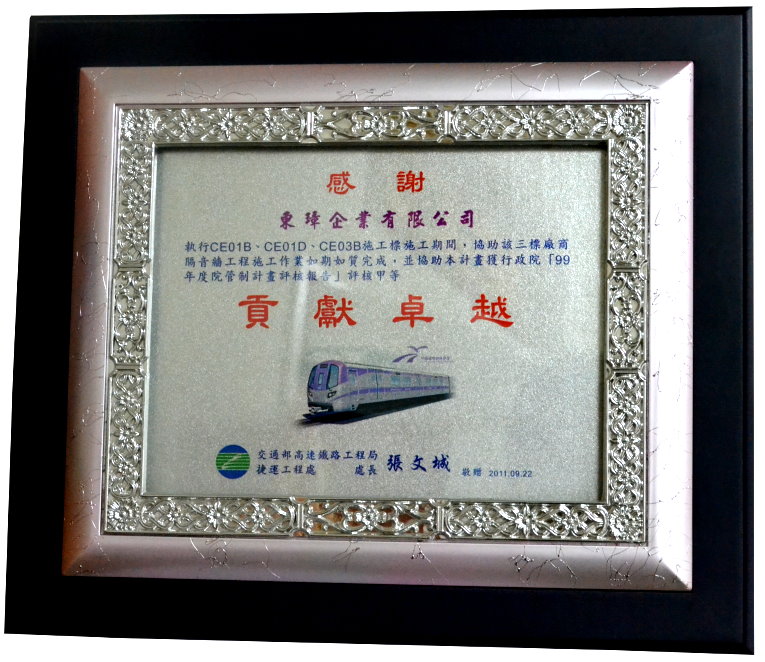 感 謝
東瑋企業有限公司
執行CE01B、CE01D、CE03B施工標施工期間，協助該三標廠商
隔音牆工程施工作業如期如質完成，並協助本計畫獲行政院「99
年度院管制計畫評核報告」評核甲等
貢獻卓越
交通部高速鐵路工程局
捷運工程處 處長 張文城 敬贈 2011.09.22